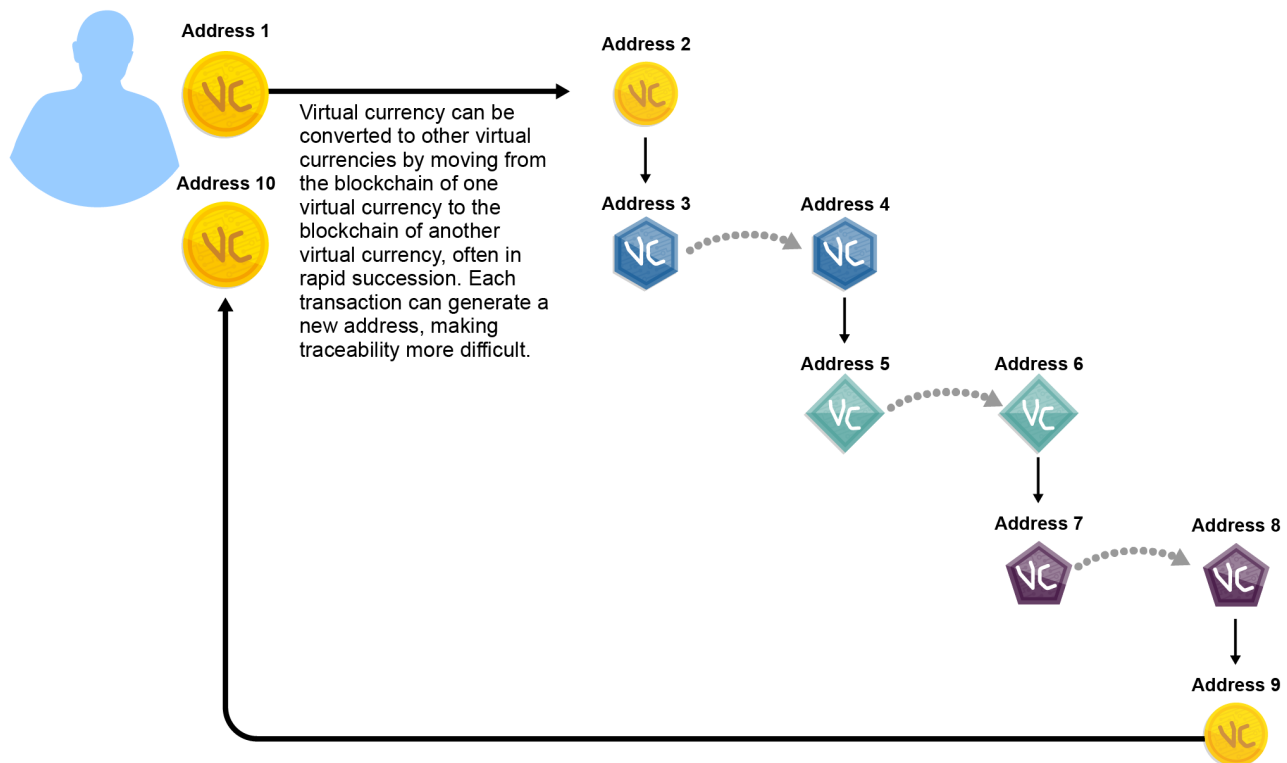 Address 1
VC
Address 2
VC
Virtual currency can be
converted to other virtual
currencies by moving from
the blockchain of one
virtual currency to the
blockchain of another
virtual currency, often in
rapid succession. Each
transaction can generate a
new address, making
traceability more difficult.
Address 10
VC
Address 3
VC
Address 4
VC
Address 5
VC
Address 6
VC
Address 7
VC
Address 8
VC
Address 9
VC